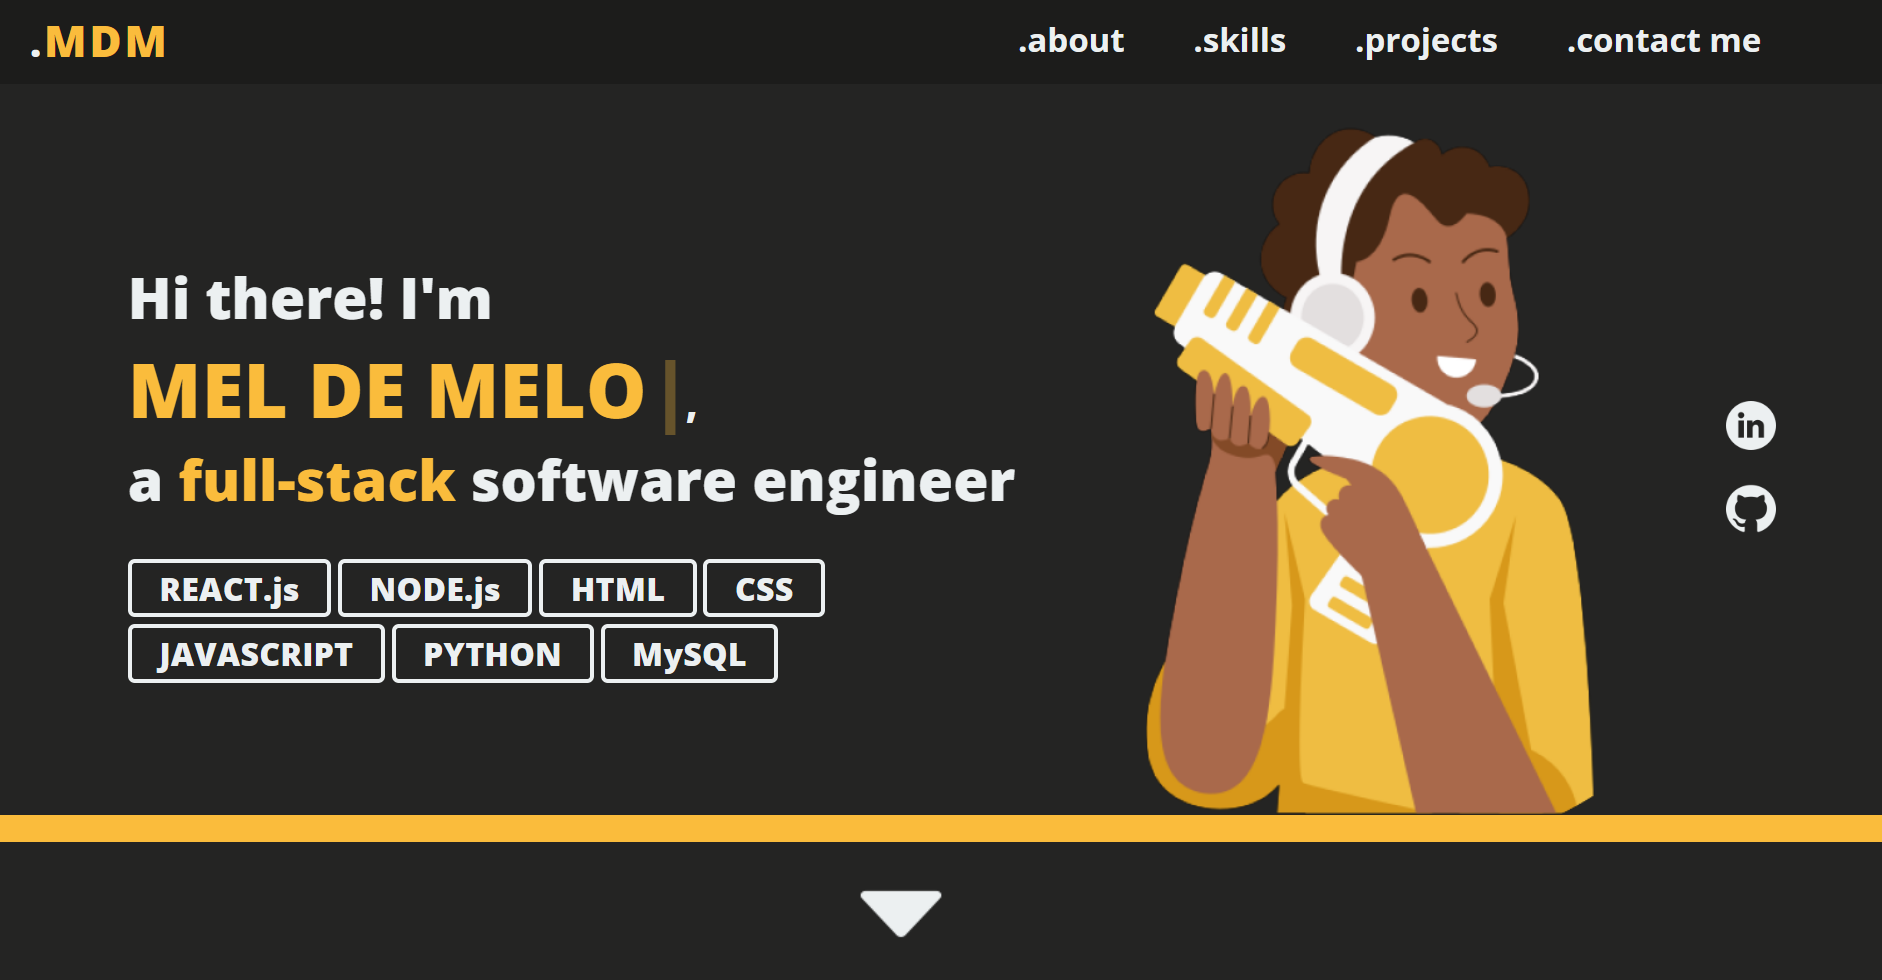 .MDM
.about .skills .projects .contact me
Hi there! I'm
MEL DE MELO|,
a full-stack software engineer
REACT.js NODE.js HTML CSS
JAVASCRIPT PYTHON MySQL
in